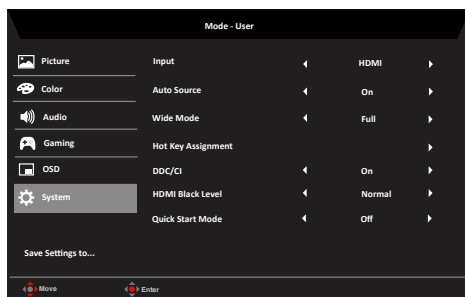 Mode - User
Picture
Color
Audio
Gaming
OSD
System
Save Settings to...
Input HDMI
Auto Source On
Wide Mode Full
Hot Key Assignment
DDC/CI On
HDMI Black Level Normal
Quick Start Mode Off
Move Enter